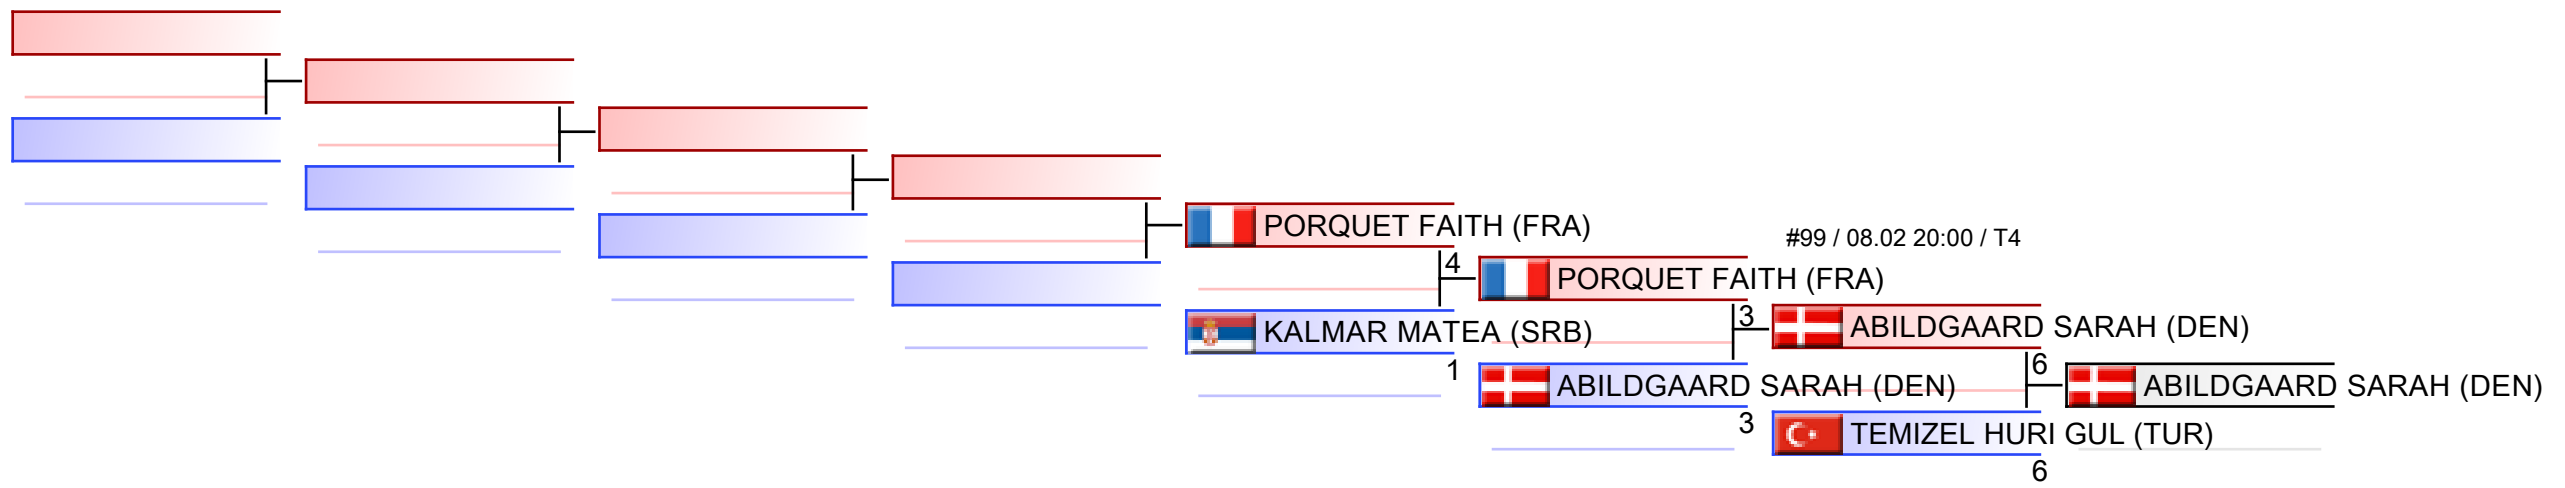 PORQUET FAITH (FRA)
#99 / 08.02 20:00 / T4
4
PORQUET FAITH (FRA)
KALMAR MATEA (SRB)
3
ABILDGAARD SARAH (DEN)
1
ABILDGAARD SARAH (DEN)
6
ABILDGAARD SARAH (DEN)
3
TEMIZEL HURI GUL (TUR)
6